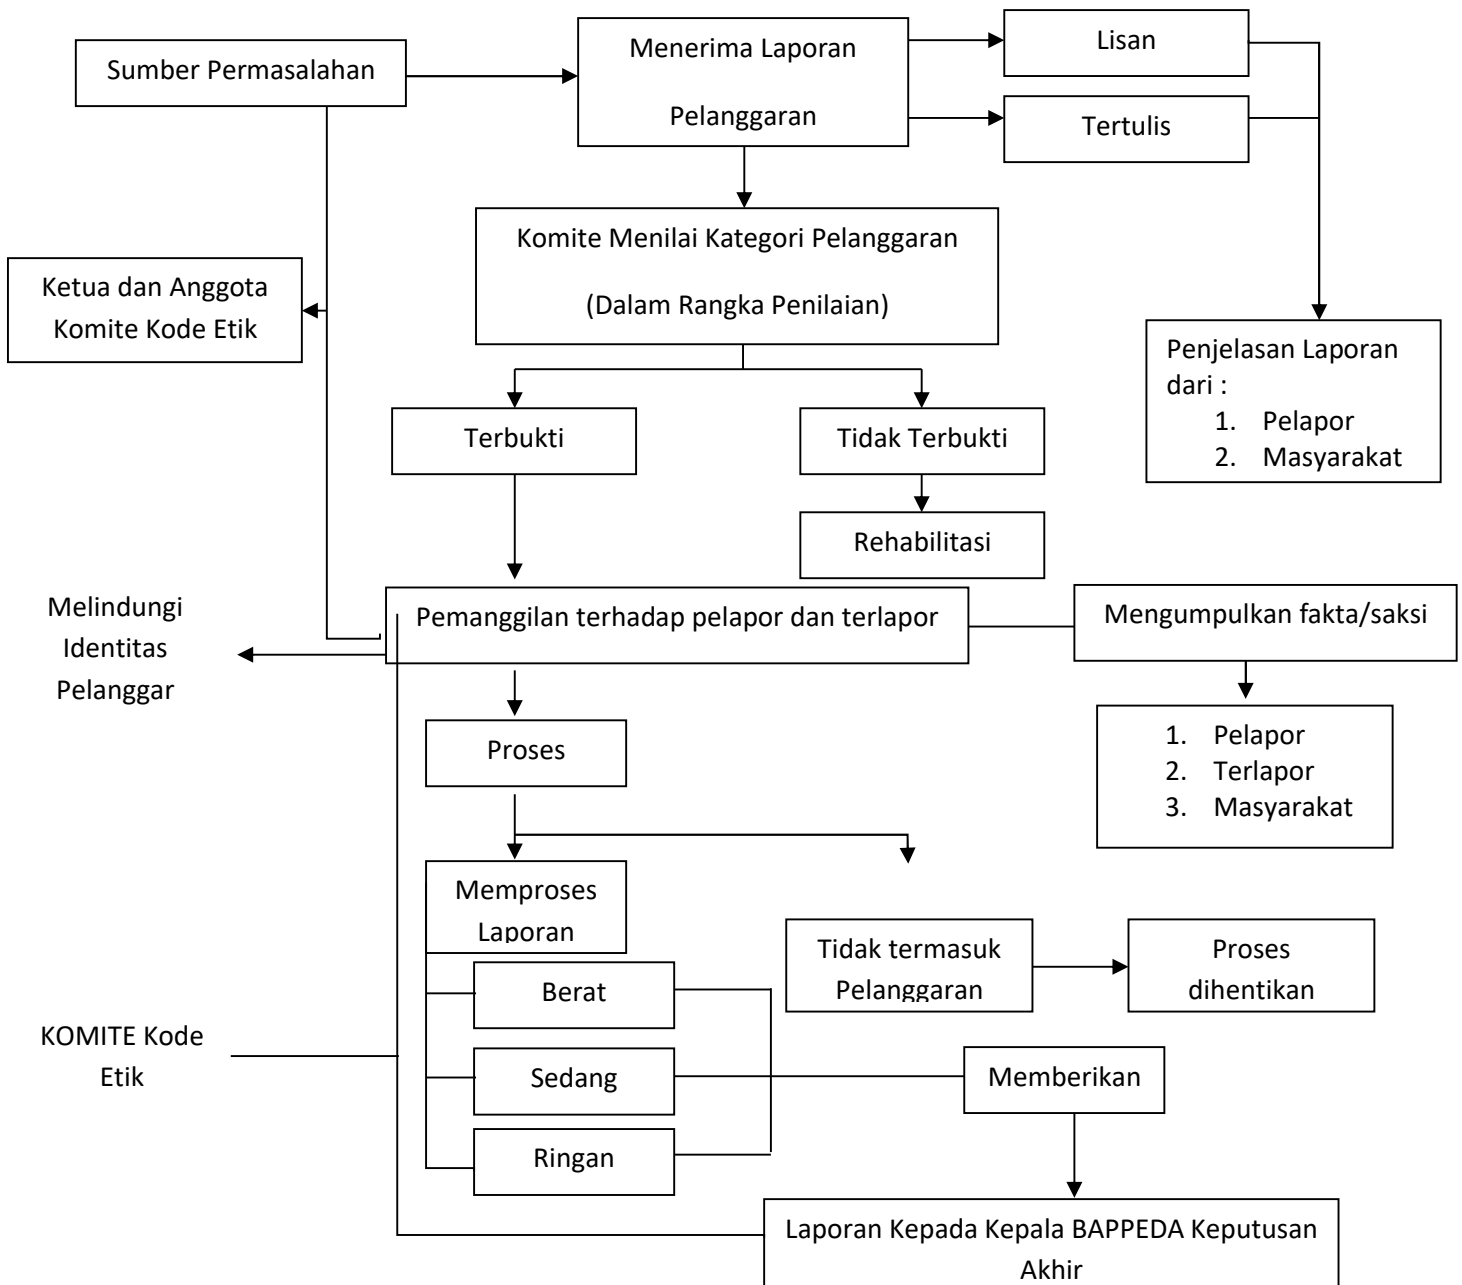 Sumber Permasalahan
Menerima Laporan
Pelanggaran
Lisan
Tertulis
Komite Menilai Kategori Pelanggaran
(Dalam Rangka Penilaian)
Ketua dan Anggota
Komite Kode Etik
Penjelasan Laporan
dari :
1. Pelapor
2. Masyarakat
Terbukti
Tidak Terbukti
Rehabilitasi
Melindungi
Identitas
Pelanggar
Pemanggilan terhadap pelapor dan terlapor
Mengumpulkan fakta/saksi
1. Pelapor
2. Terlapor
3. Masyarakat
Proses
Memproses
Laporan
Tidak termasuk
Pelanggaran
Proses
dihentikan
Berat
KOMITE Kode
Etik
Sedang
Memberikan
Ringan
Laporan Kepada Kepala BAPPEDA Keputusan
Akhir